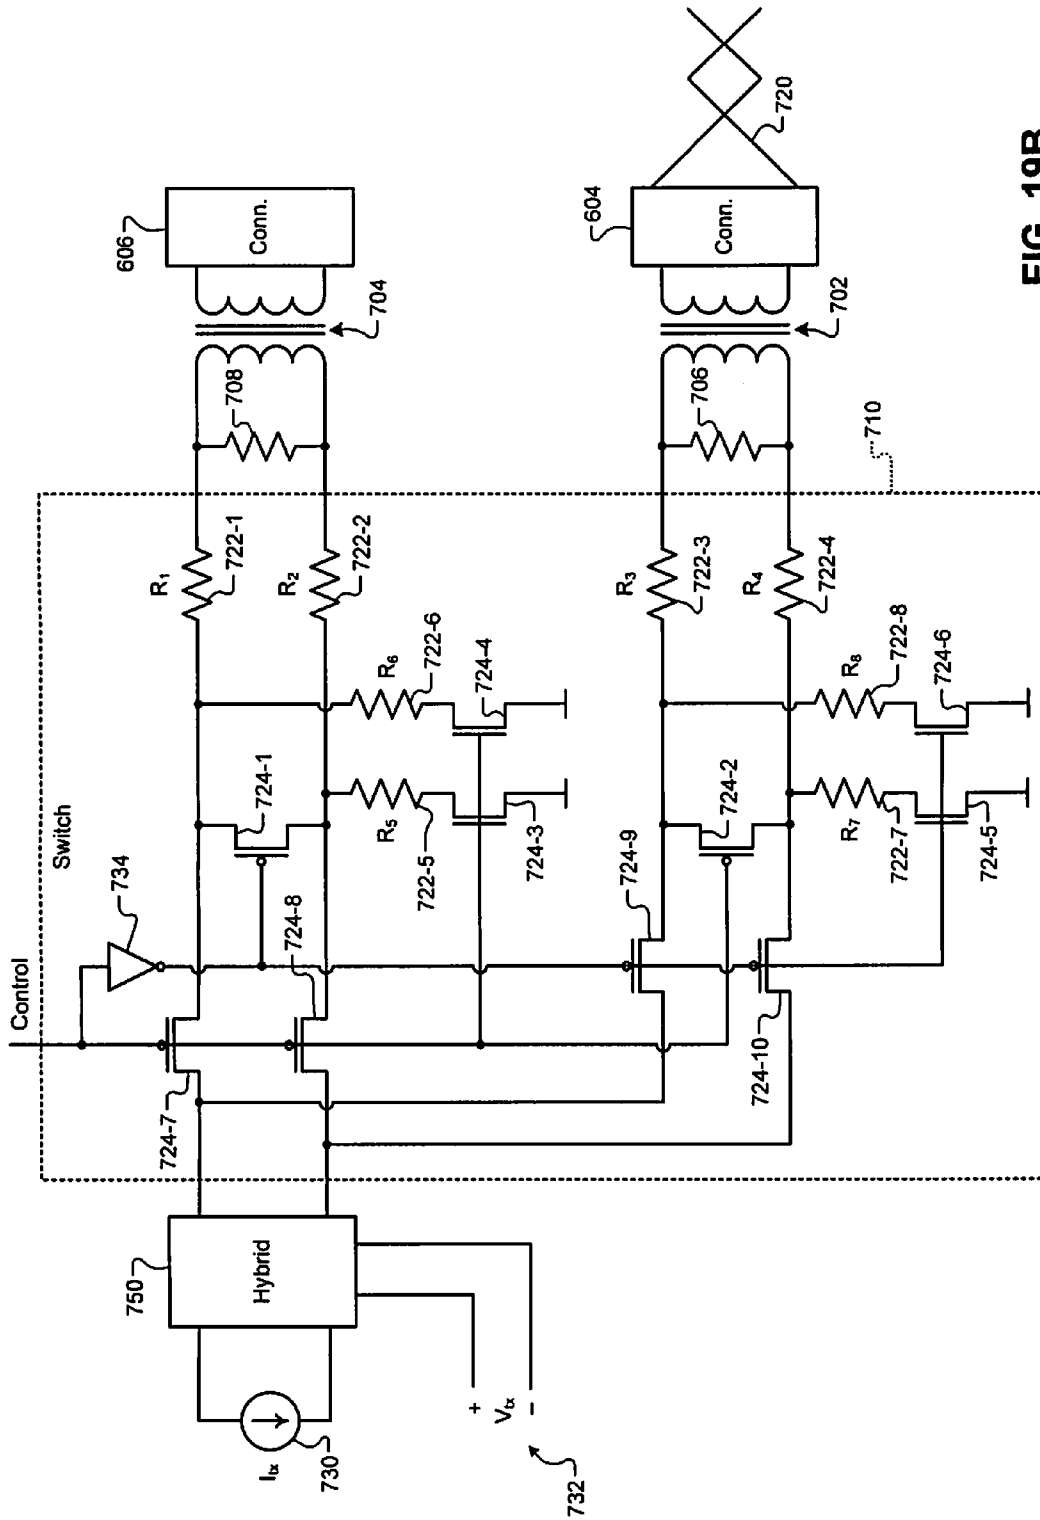 Control
Switch
734
606
Conn.
704
708
R₁
722-1
R₂
722-2
724-1
724-8
724-7
R₆
722-6
724-4
R₅
722-5
724-3
750
Hybrid
Iₜₓ
730
+
Vₜₓ
−
732
604
Conn.
720
702
706
710
R₃
722-3
R₄
722-4
724-9
724-2
724-10
R₈
722-8
724-6
R₇
722-7
724-5
FIG. 19B